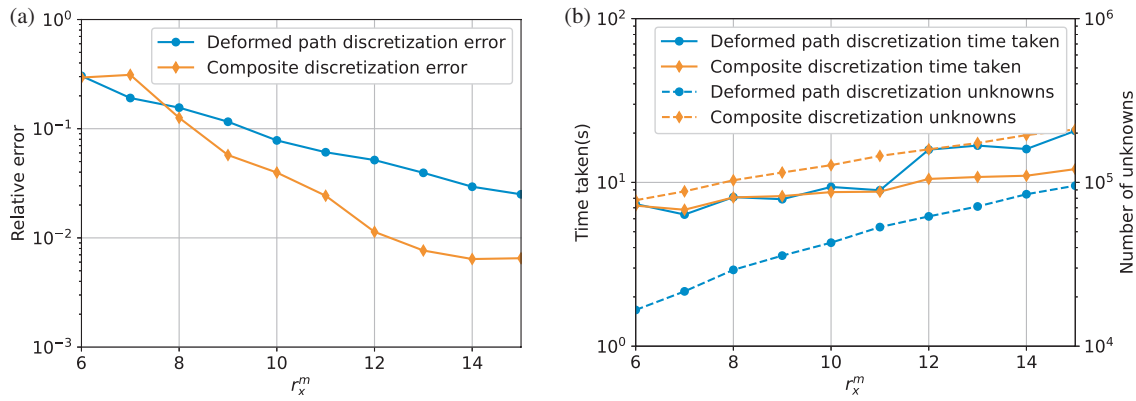 (a)
10^0
10^-1
10^-2
10^-3
Relative error
Deformed path discretization error
Composite discretization error
6 8 10 12 14
r_x^m
(b)
10^2
10^1
10^0
Time taken(s)
Deformed path discretization time taken
Composite discretization time taken
Deformed path discretization unknowns
Composite discretization unknowns
6 8 10 12 14
r_x^m
10^6
10^5
10^4
Number of unknowns